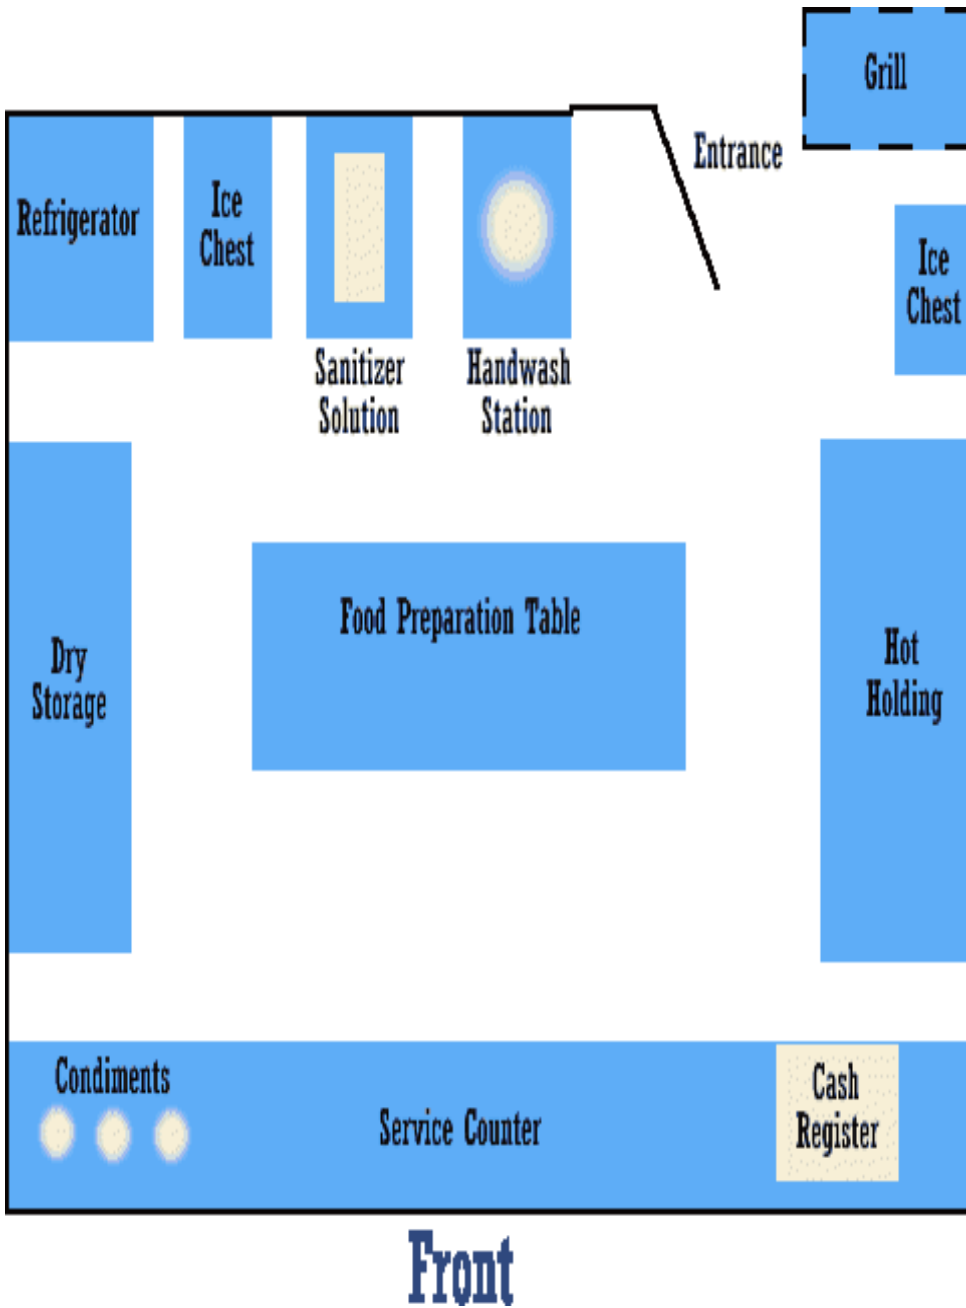 Grill
Entrance
Refrigerator
Ice
Chest
Ice
Chest
Sanitizer
Solution
Handwash
Station
Food Preparation Table
Dry
Storage
Hot
Holding
Condiments
Service Counter
Cash
Register
Front